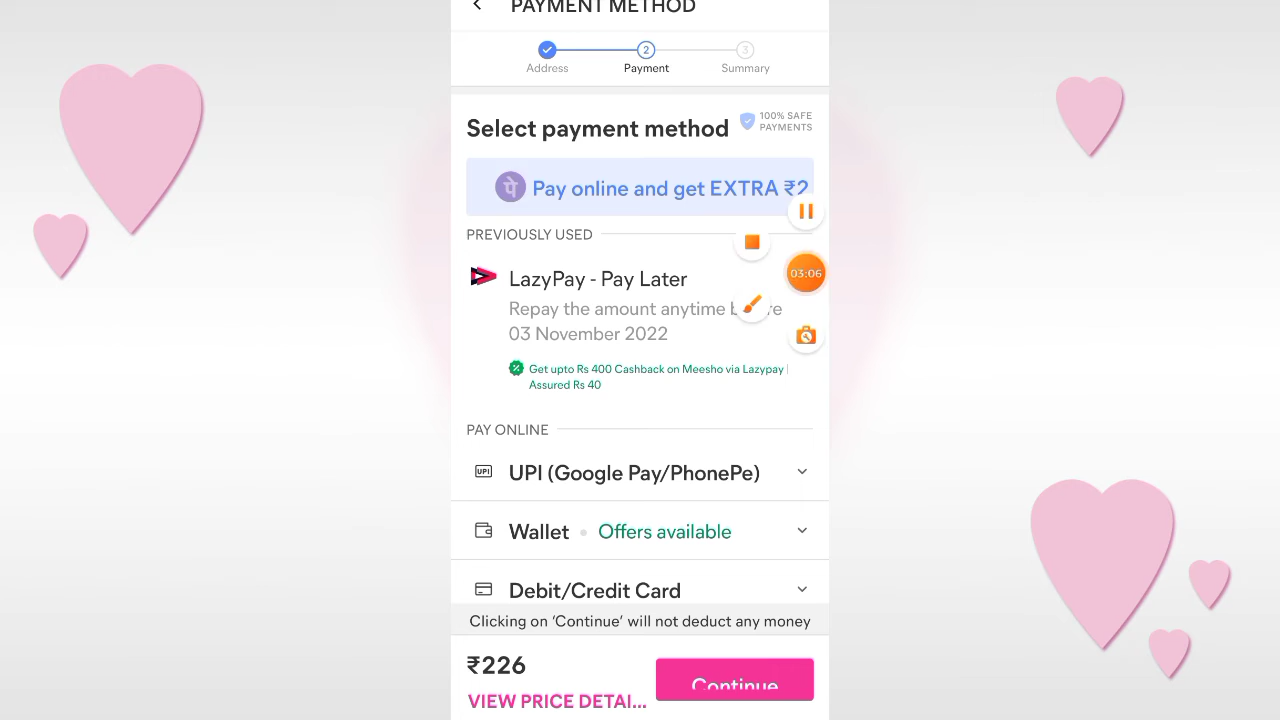 PAYMENT METHOD
2
3
Address
Payment
Summary
Select payment method
100% SAFE
PAYMENTS
पे
Pay online and get EXTRA ₹2
PREVIOUSLY USED
03:06
LazyPay - Pay Later
Repay the amount anytime
03 November 2022
Get upto Rs 400 Cashback on Meesho via Lazypay |
Assured Rs 40
PAY ONLINE
UPI
UPI (Google Pay/PhonePe)
Wallet • Offers available
Debit/Credit Card
Clicking on ‘Continue’ will not deduct any money
₹226
VIEW PRICE DETAI...
Continue